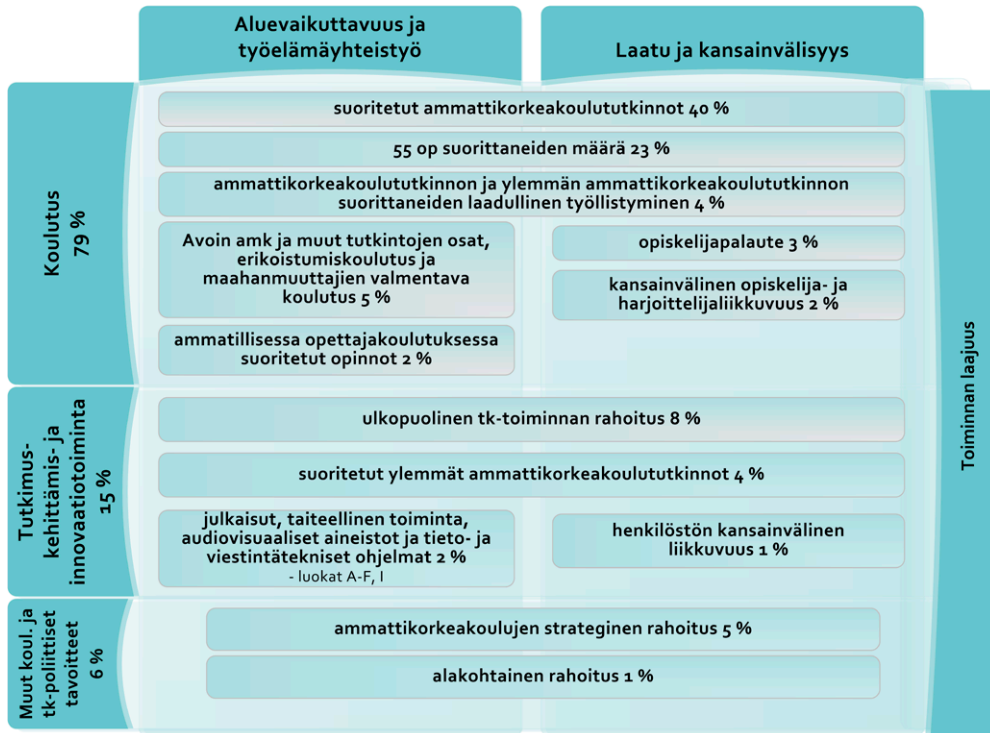 Aluevaikuttavuus ja
työelämäyhteistyö
Laatu ja kansainvälisyys
Koulutus
79 %
suoritetut ammattikorkeakoulututkinnot 40 %
55 op suorittaneiden määrä 23 %
ammattikorkeakoulututkinnon ja ylemmän ammattikorkeakoulututkinnon
suorittaneiden laadullinen työllistyminen 4 %
Avoin amk ja muut tutkintojen osat,
erikoistumiskoulutus ja
maahanmuuttajien valmentava
koulutus 5 %
opiskelijapalaute 3 %
kansainvälinen opiskelija- ja
harjoittelijaliikkuvuus 2 %
ammatillisessa opettajakoulutuksessa
suoritetut opinnot 2 %
Tutkimus-
kehittämis- ja
innovaatiotoiminta
15 %
ulkopuolinen tk-toiminnan rahoitus 8 %
suoritetut ylemmät ammattikorkeakoulututkinnot 4 %
julkaisut, taiteellinen toiminta,
audiovisuaaliset aineistot ja tieto- ja
viestintätekniset ohjelmat 2 %
- luokat A-F, I
henkilöstön kansainvälinen
liikkuvuus 1 %
Muut koul. ja
tk-poliittiset
tavoitteet
6 %
ammattikorkeakoulujen strateginen rahoitus 5 %
alakohtainen rahoitus 1 %
Toiminnan laajuus